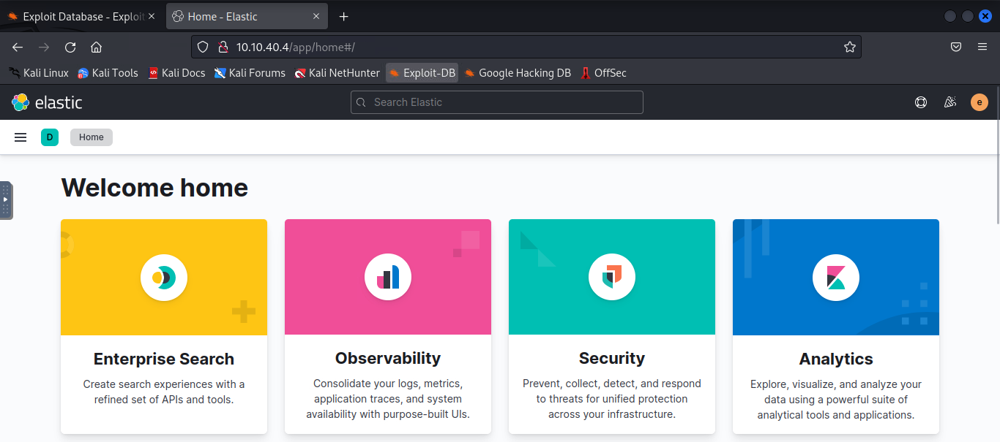 Exploit Database - Exploit
Home - Elastic
10.10.40.4/app/home#/
Kali Linux Kali Tools Kali Docs Kali Forums Kali NetHunter Exploit-DB Google Hacking DB OffSec
elastic
Search Elastic
e
D Home
Welcome home
Enterprise Search
Create search experiences with a
refined set of APIs and tools.
Observability
Consolidate your logs, metrics,
application traces, and system
availability with purpose-built UIs.
Security
Prevent, collect, detect, and respond
to threats for unified protection
across your infrastructure.
Analytics
Explore, visualize, and analyze your
data using a powerful suite of
analytical tools and applications.